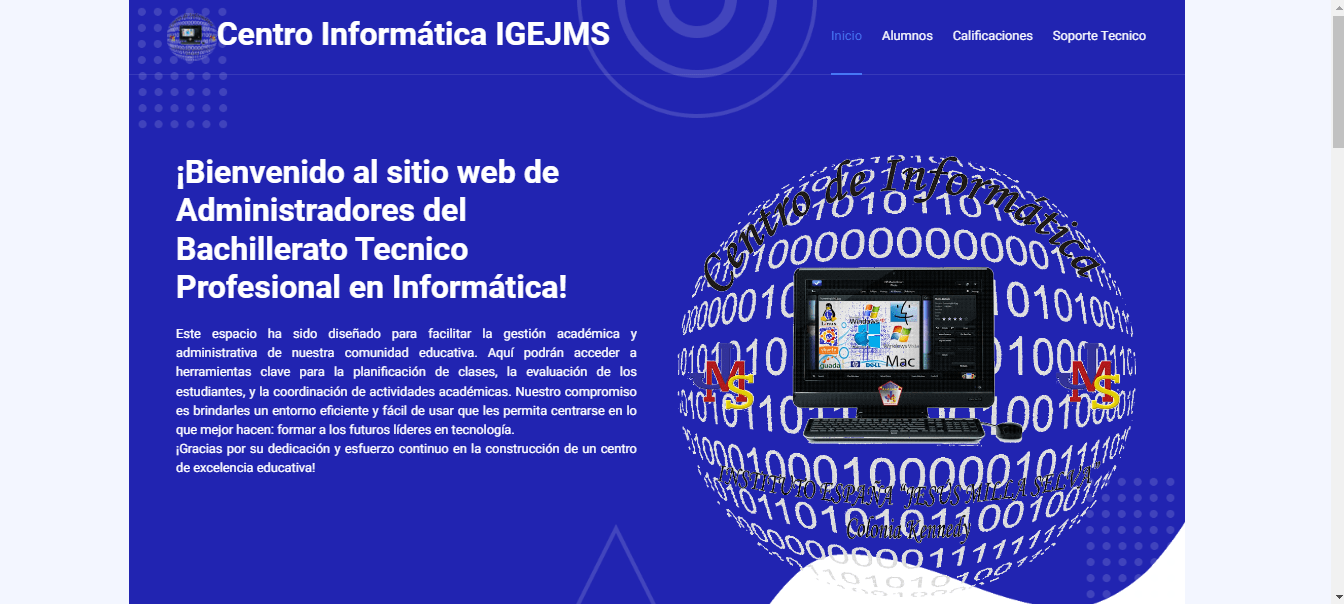 Centro Informática IGEJMS
Inicio Alumnos Calificaciones Soporte Tecnico
¡Bienvenido al sitio web de
Administradores del
Bachillerato Tecnico
Profesional en Informática!
Este espacio ha sido diseñado para facilitar la gestión académica y
administrativa de nuestra comunidad educativa. Aquí podrán acceder a
herramientas clave para la planificación de clases, la evaluación de los
estudiantes, y la coordinación de actividades académicas. Nuestro compromiso
es brindarles un entorno eficiente y fácil de usar que les permita centrarse en lo
que mejor hacen: formar a los futuros líderes en tecnología.
¡Gracias por su dedicación y esfuerzo continuo en la construcción de un centro
de excelencia educativa!
Centro de Informática
Linux
Windows
Mac
DELL
MS
MS
INSTITUTO ESPAÑA "JESÚS MILLA SELVA"
Colonia Kennedy